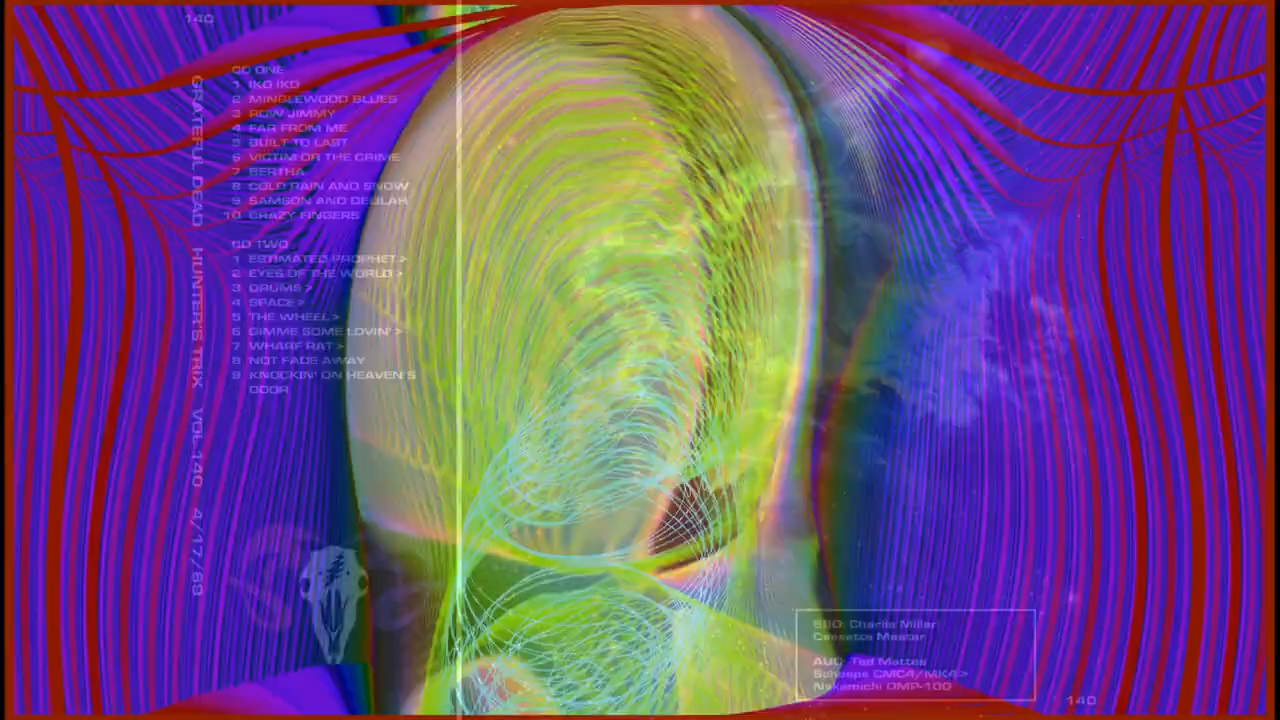 140
GRATEFUL DEAD HUNTER'S TRIX VOL 140 4/17/89
CD ONE
1 IKO IKO
2 MINGLEWOOD BLUES
3 ROW JIMMY
4 FAR FROM ME
5 BUILT TO LAST
6 VICTIM OR THE CRIME
7 BERTHA
8 COLD RAIN AND SNOW
9 SAMSON AND DELILAH
10 CRAZY FINGERS
CD TWO
1 ESTIMATED PROPHET >
2 EYES OF THE WORLD >
3 DRUMS >
4 SPACE >
5 THE WHEEL >
6 GIMME SOME LOVIN' >
7 WHARF RAT >
8 NOT FADE AWAY
9 KNOCKIN' ON HEAVEN'S
DOOR
SBD: Charlie Miller
Cassette Master
AUD: Ted Mattes
Schoeps CMC4/MK4>
Nakamichi DMP-100
140